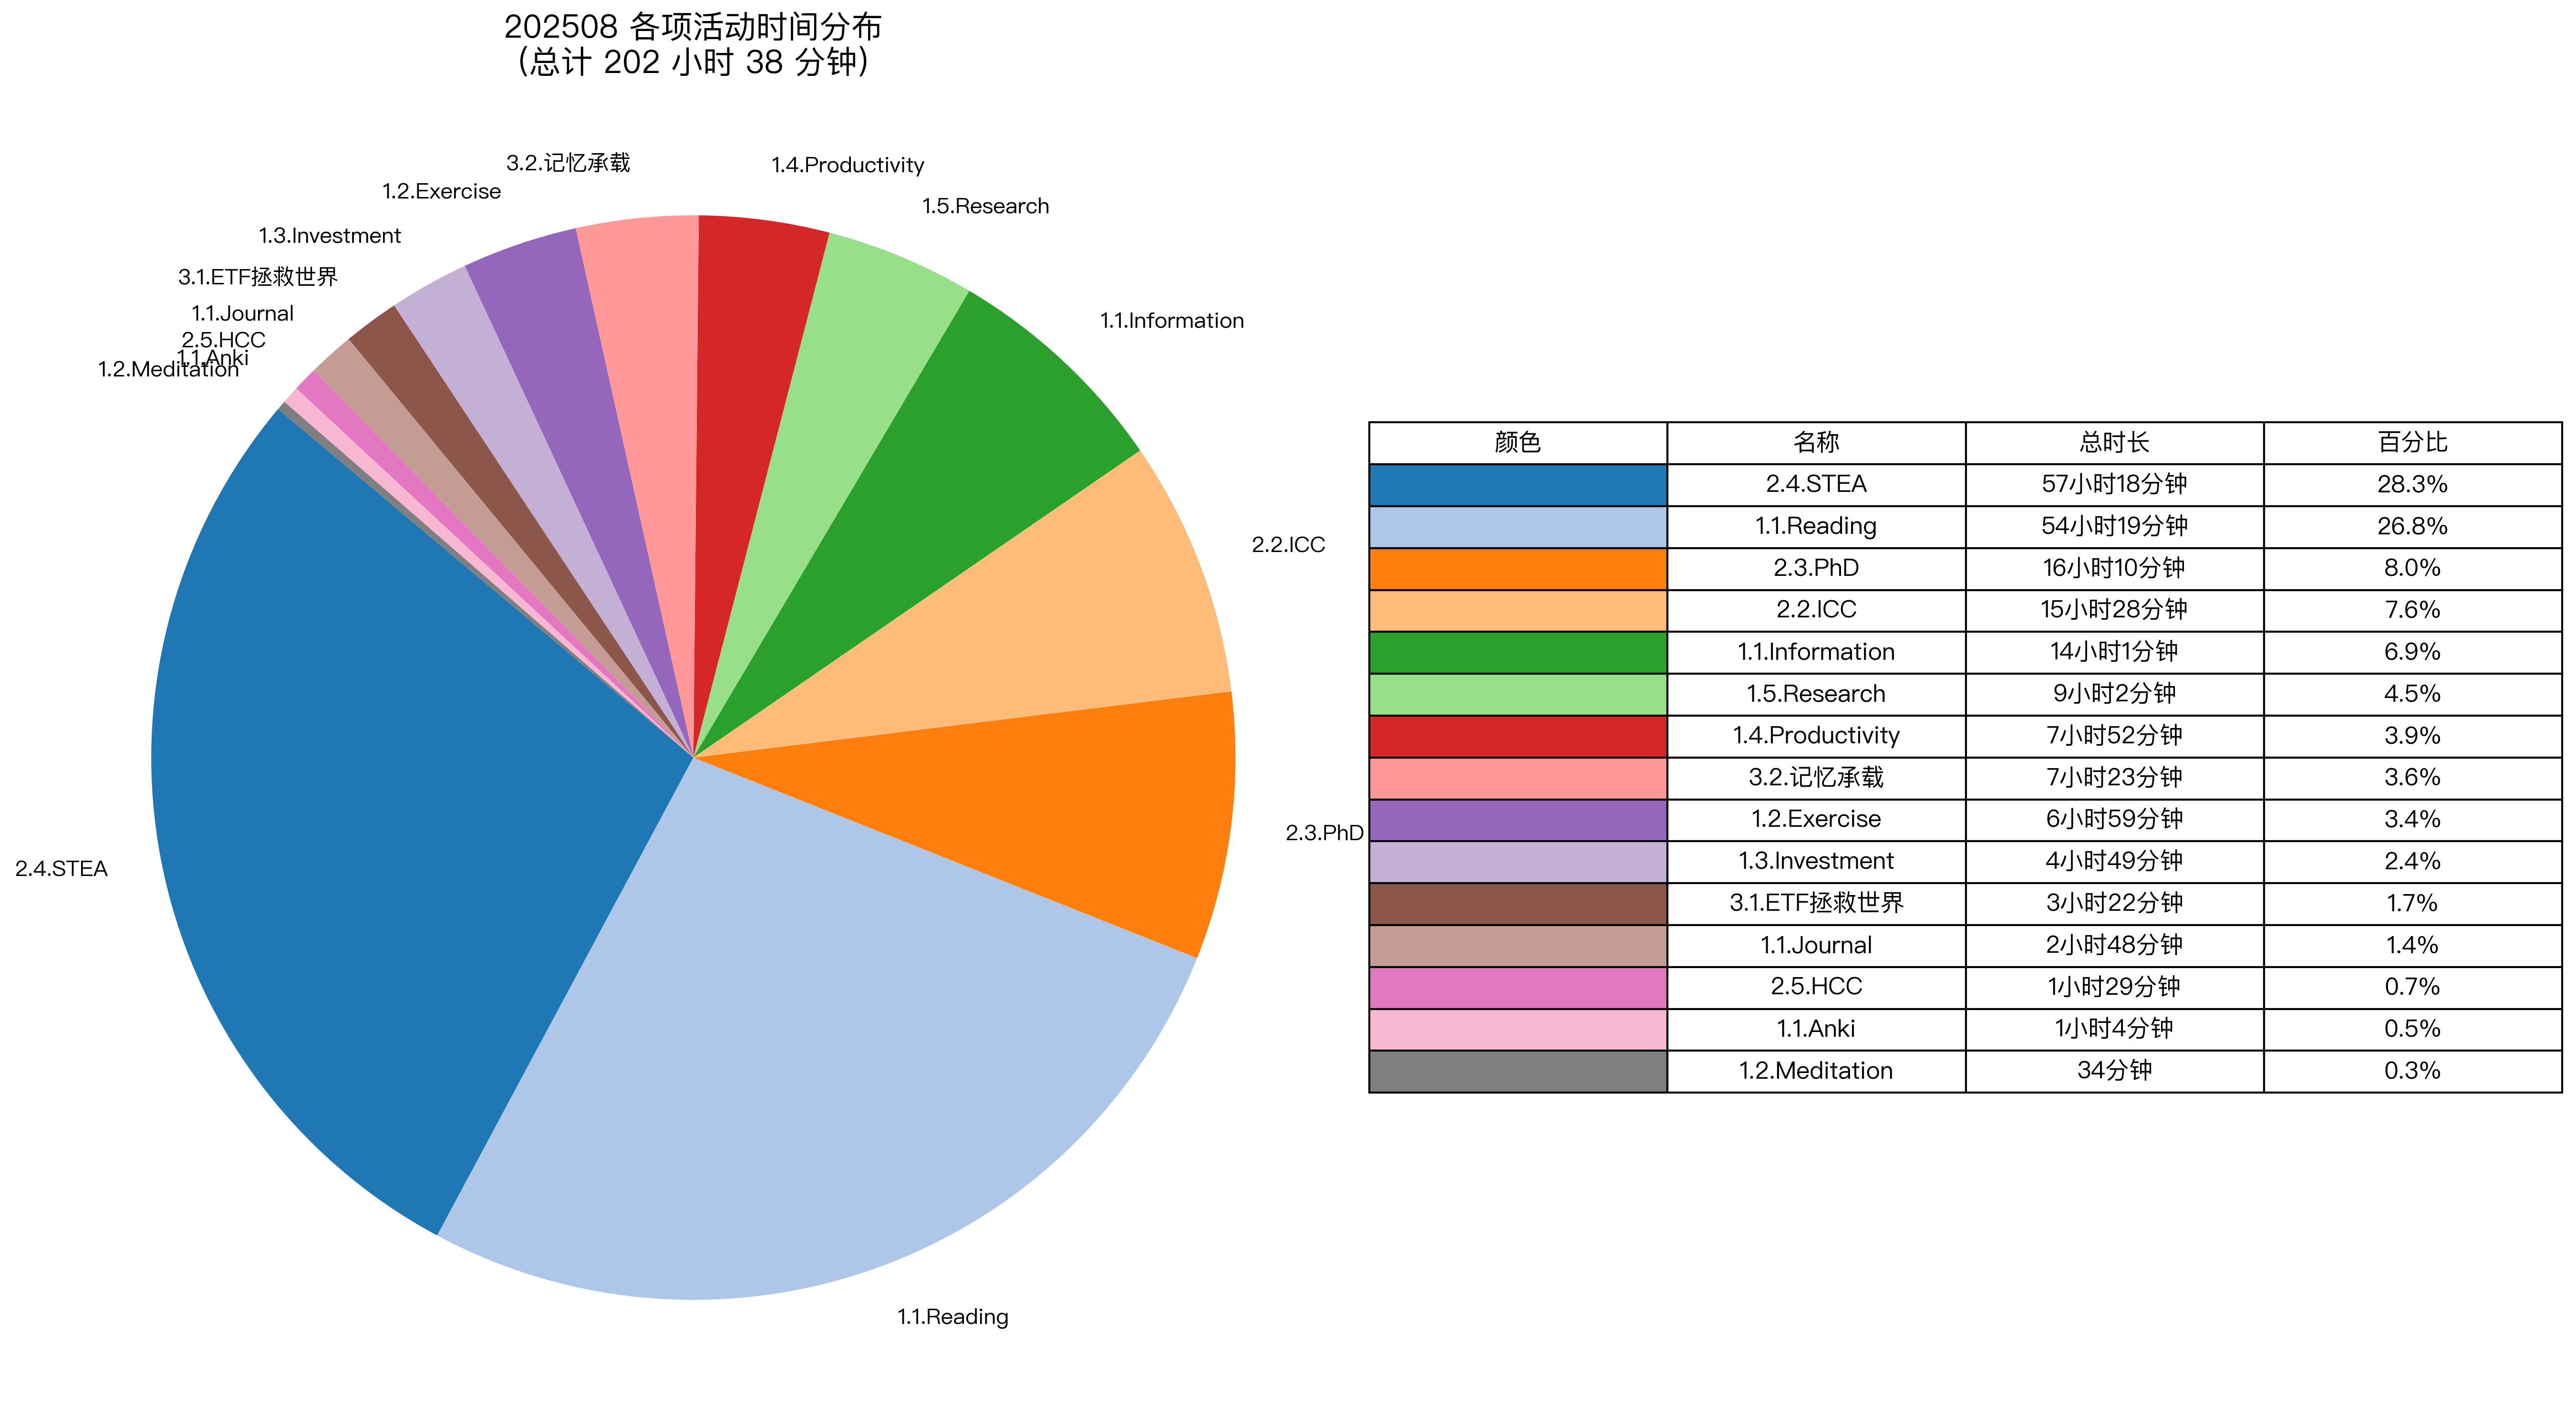 202508 各项活动时间分布
(总计 202 小时 38 分钟)
3.2.记忆承载
1.4.Productivity
1.2.Exercise
1.5.Research
1.3.Investment
3.1.ETF拯救世界
1.1.Journal
1.1.Information
2.5.HCC
1.1.Anki
1.2.Meditation
2.2.ICC
2.3.PhD
2.4.STEA
1.1.Reading
颜色 名称 总时长 百分比
2.4.STEA 57小时18分钟 28.3%
1.1.Reading 54小时19分钟 26.8%
2.3.PhD 16小时10分钟 8.0%
2.2.ICC 15小时28分钟 7.6%
1.1.Information 14小时1分钟 6.9%
1.5.Research 9小时2分钟 4.5%
1.4.Productivity 7小时52分钟 3.9%
3.2.记忆承载 7小时23分钟 3.6%
1.2.Exercise 6小时59分钟 3.4%
1.3.Investment 4小时49分钟 2.4%
3.1.ETF拯救世界 3小时22分钟 1.7%
1.1.Journal 2小时48分钟 1.4%
2.5.HCC 1小时29分钟 0.7%
1.1.Anki 1小时4分钟 0.5%
1.2.Meditation 34分钟 0.3%